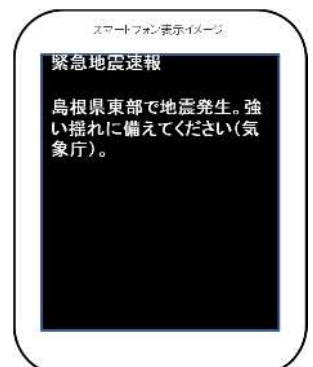 スマートフォン表示イメージ
緊急地震速報
島根県東部で地震発生。強
い揺れに備えてください(気
象庁)。